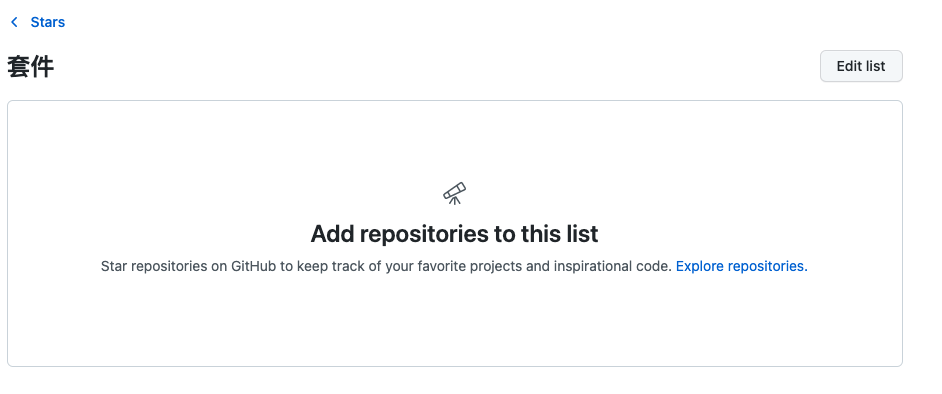 Stars
套件
Edit list
Add repositories to this list
Star repositories on GitHub to keep track of your favorite projects and inspirational code. Explore repositories.